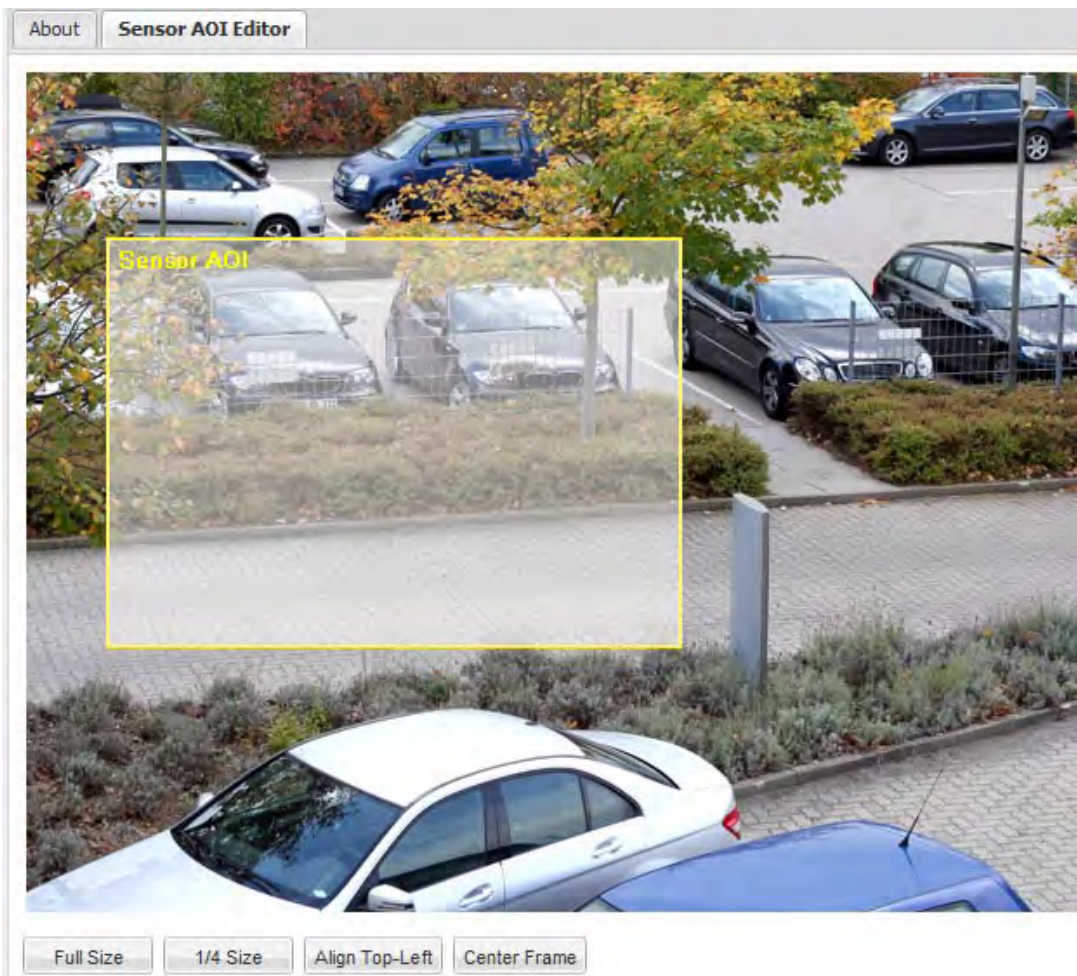 About
Sensor AOI Editor
Sensor AOI
Full Size
1/4 Size
Align Top-Left
Center Frame